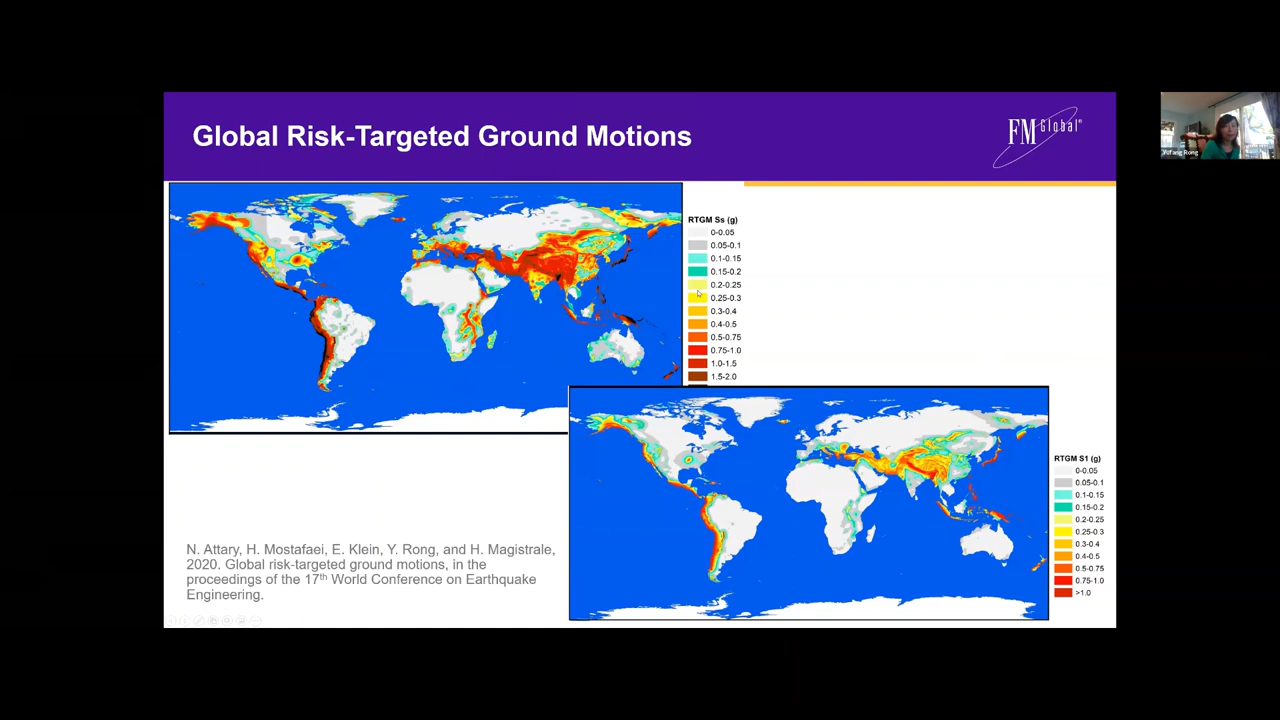 Global Risk-Targeted Ground Motions
FM Global®
Yufang Rong
RTGM Ss (g)
0-0.05
0.05-0.1
0.1-0.15
0.15-0.2
0.2-0.25
0.25-0.3
0.3-0.4
0.4-0.5
0.5-0.75
0.75-1.0
1.0-1.5
1.5-2.0
RTGM S1 (g)
0-0.05
0.05-0.1
0.1-0.15
0.15-0.2
0.2-0.25
0.25-0.3
0.3-0.4
0.4-0.5
0.5-0.75
0.75-1.0
>1.0
N. Attary, H. Mostafaei, E. Klein, Y. Rong, and H. Magistrale,
2020. Global risk-targeted ground motions, in the
proceedings of the 17th World Conference on Earthquake
Engineering.